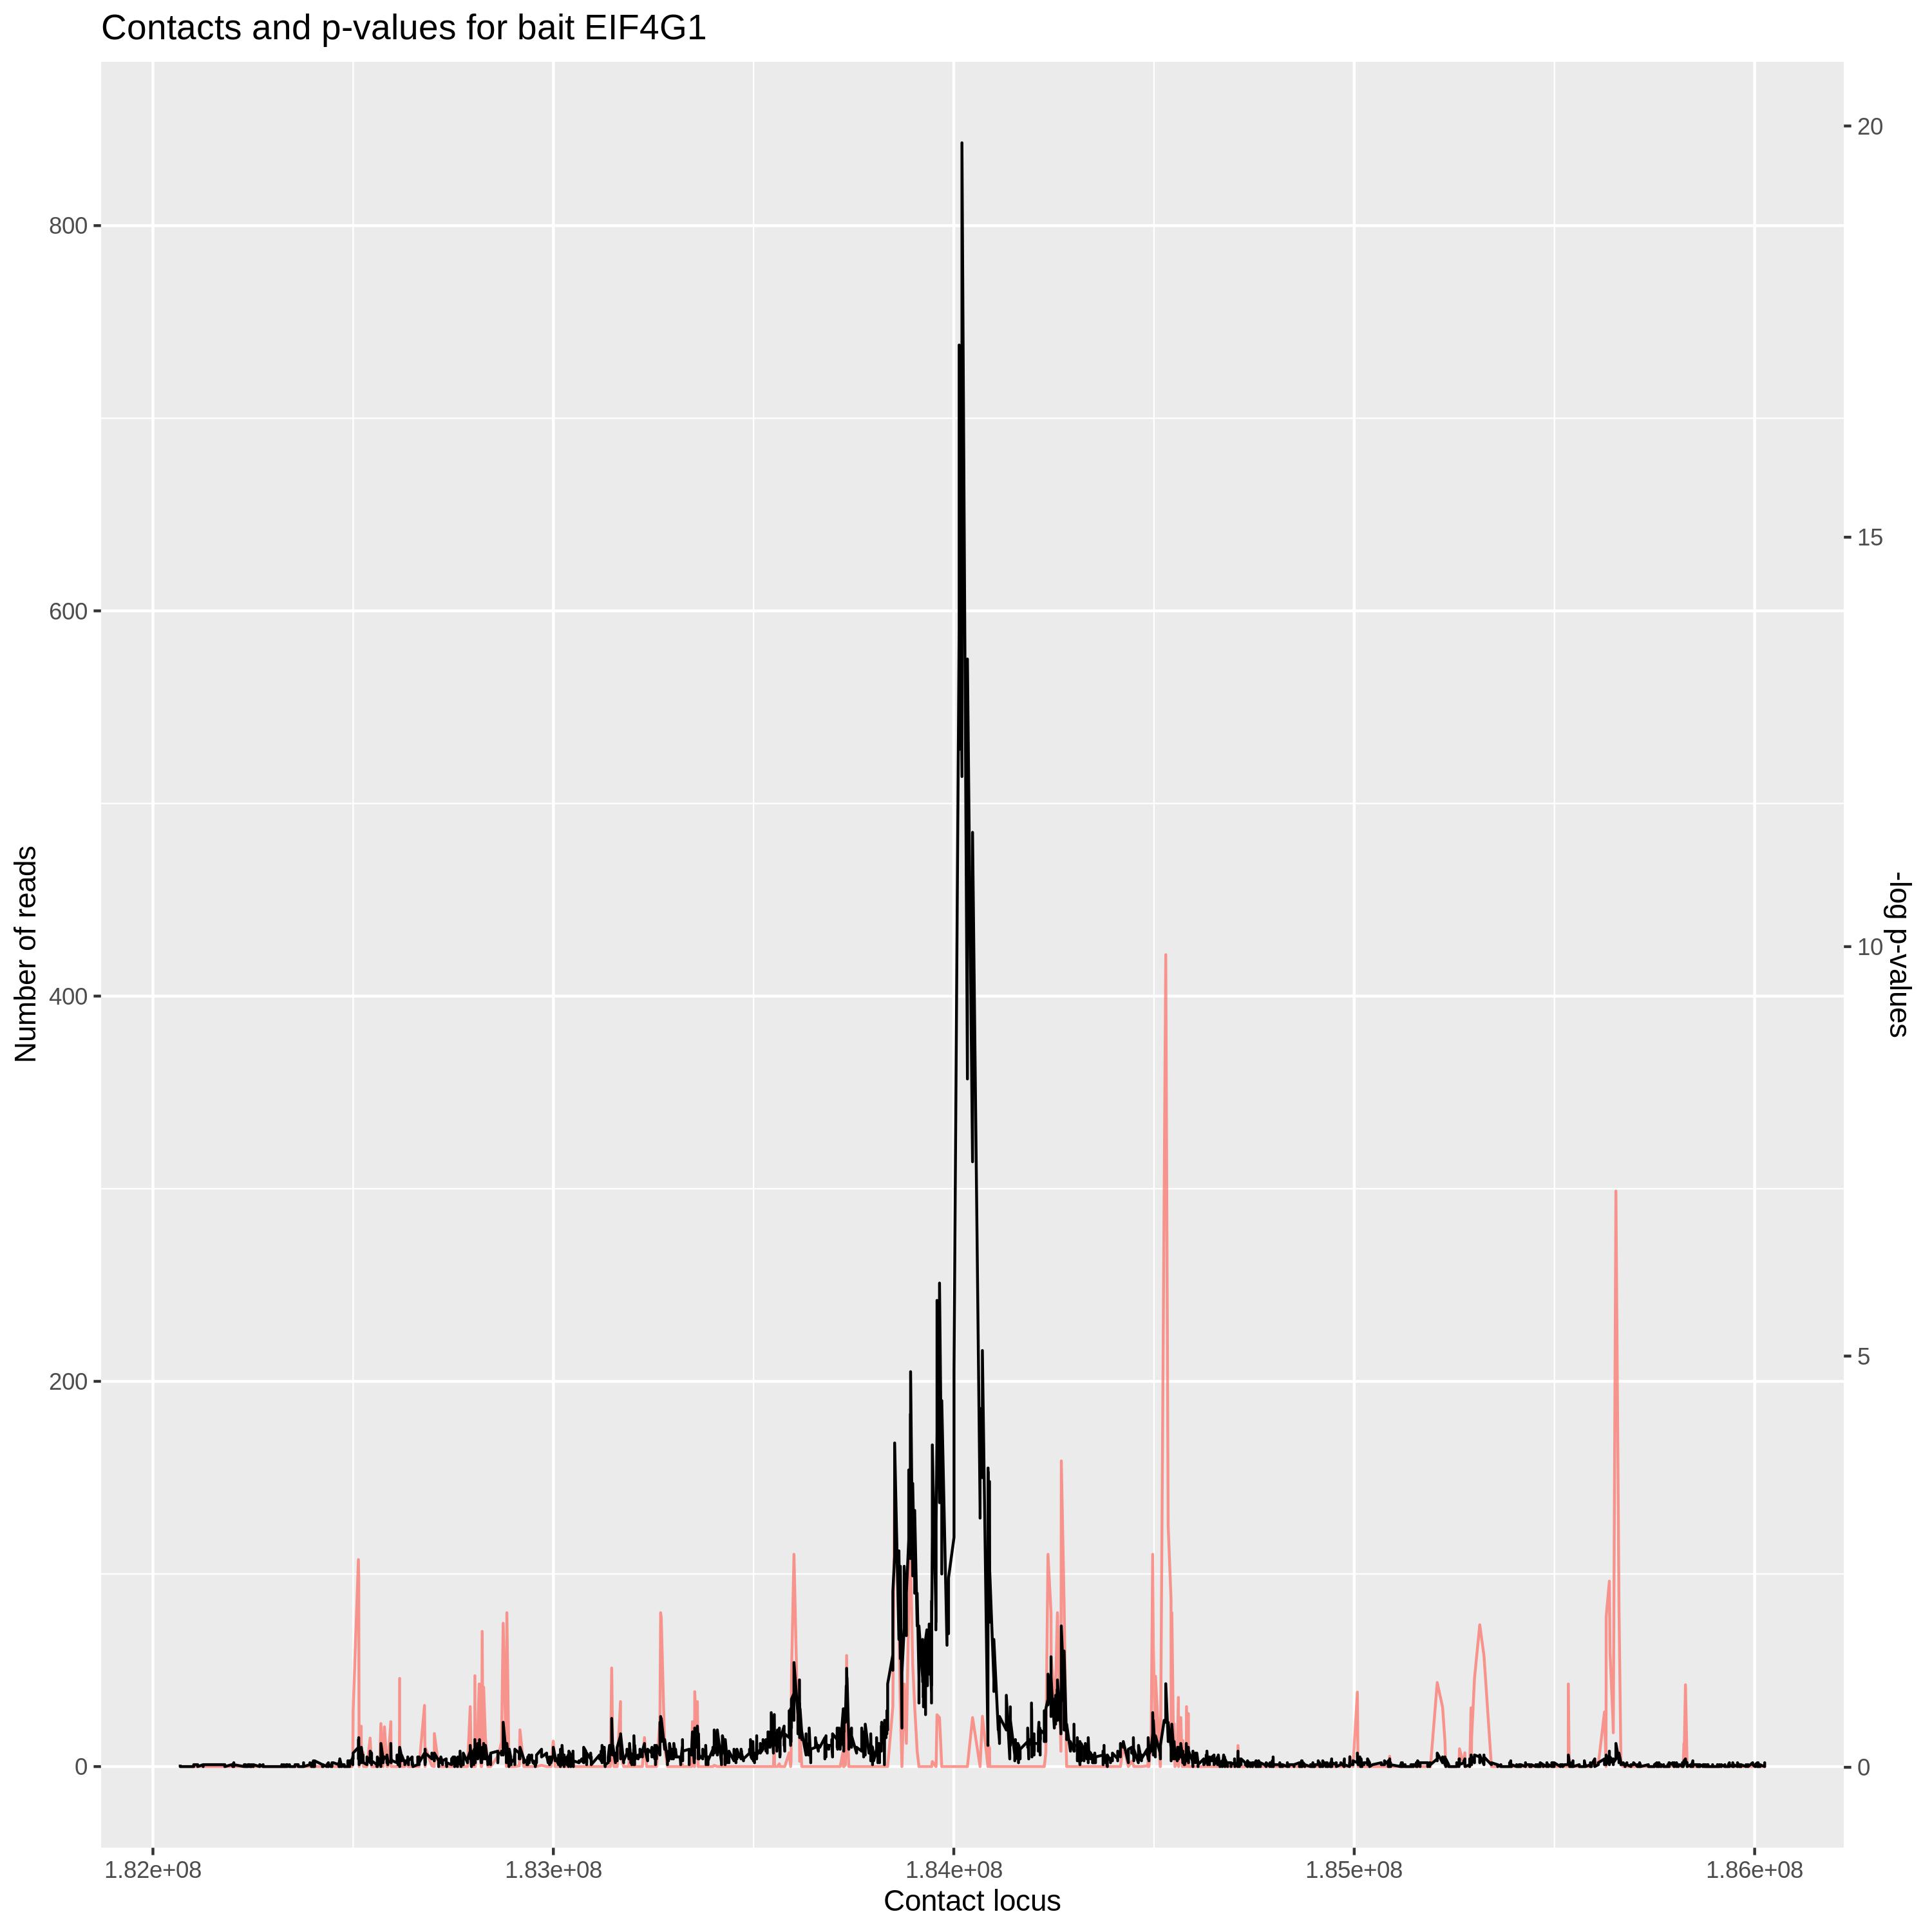 Contacts and p-values for bait EIF4G1
Number of reads
800
600
400
200
0
20
15
10
5
0
-log p-values
1.82e+08
1.83e+08
1.84e+08
1.85e+08
1.86e+08
Contact locus